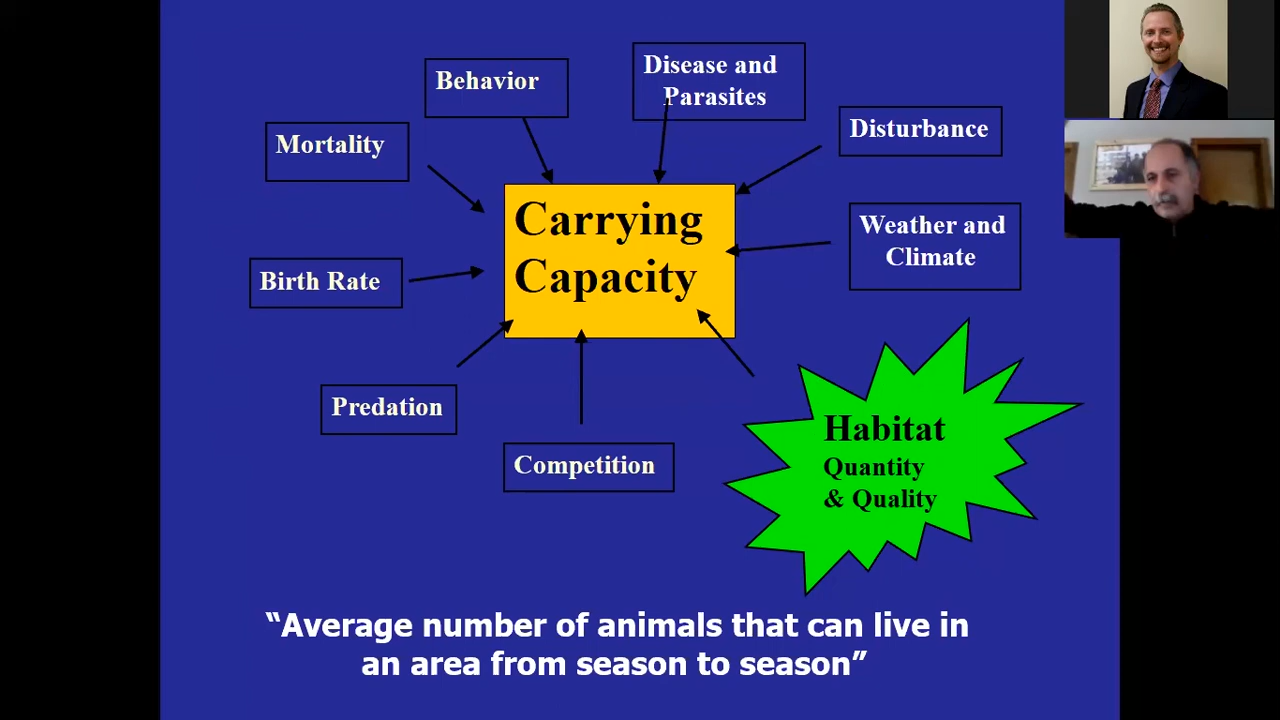 Behavior
Disease and
Parasites
Disturbance
Mortality
Carrying
Capacity
Weather and
Climate
Birth Rate
Predation
Competition
Habitat
Quantity
& Quality
“Average number of animals that can live in
an area from season to season”